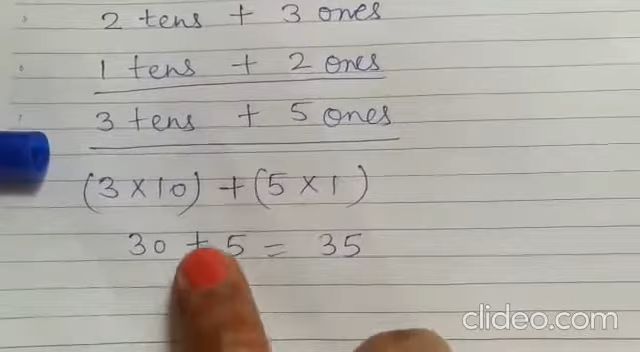 2 tens + 3 ones
1 tens + 2 ones
3 tens + 5 ones
(3 × 10) + (5 × 1)
30 + 5 = 35
clideo.com